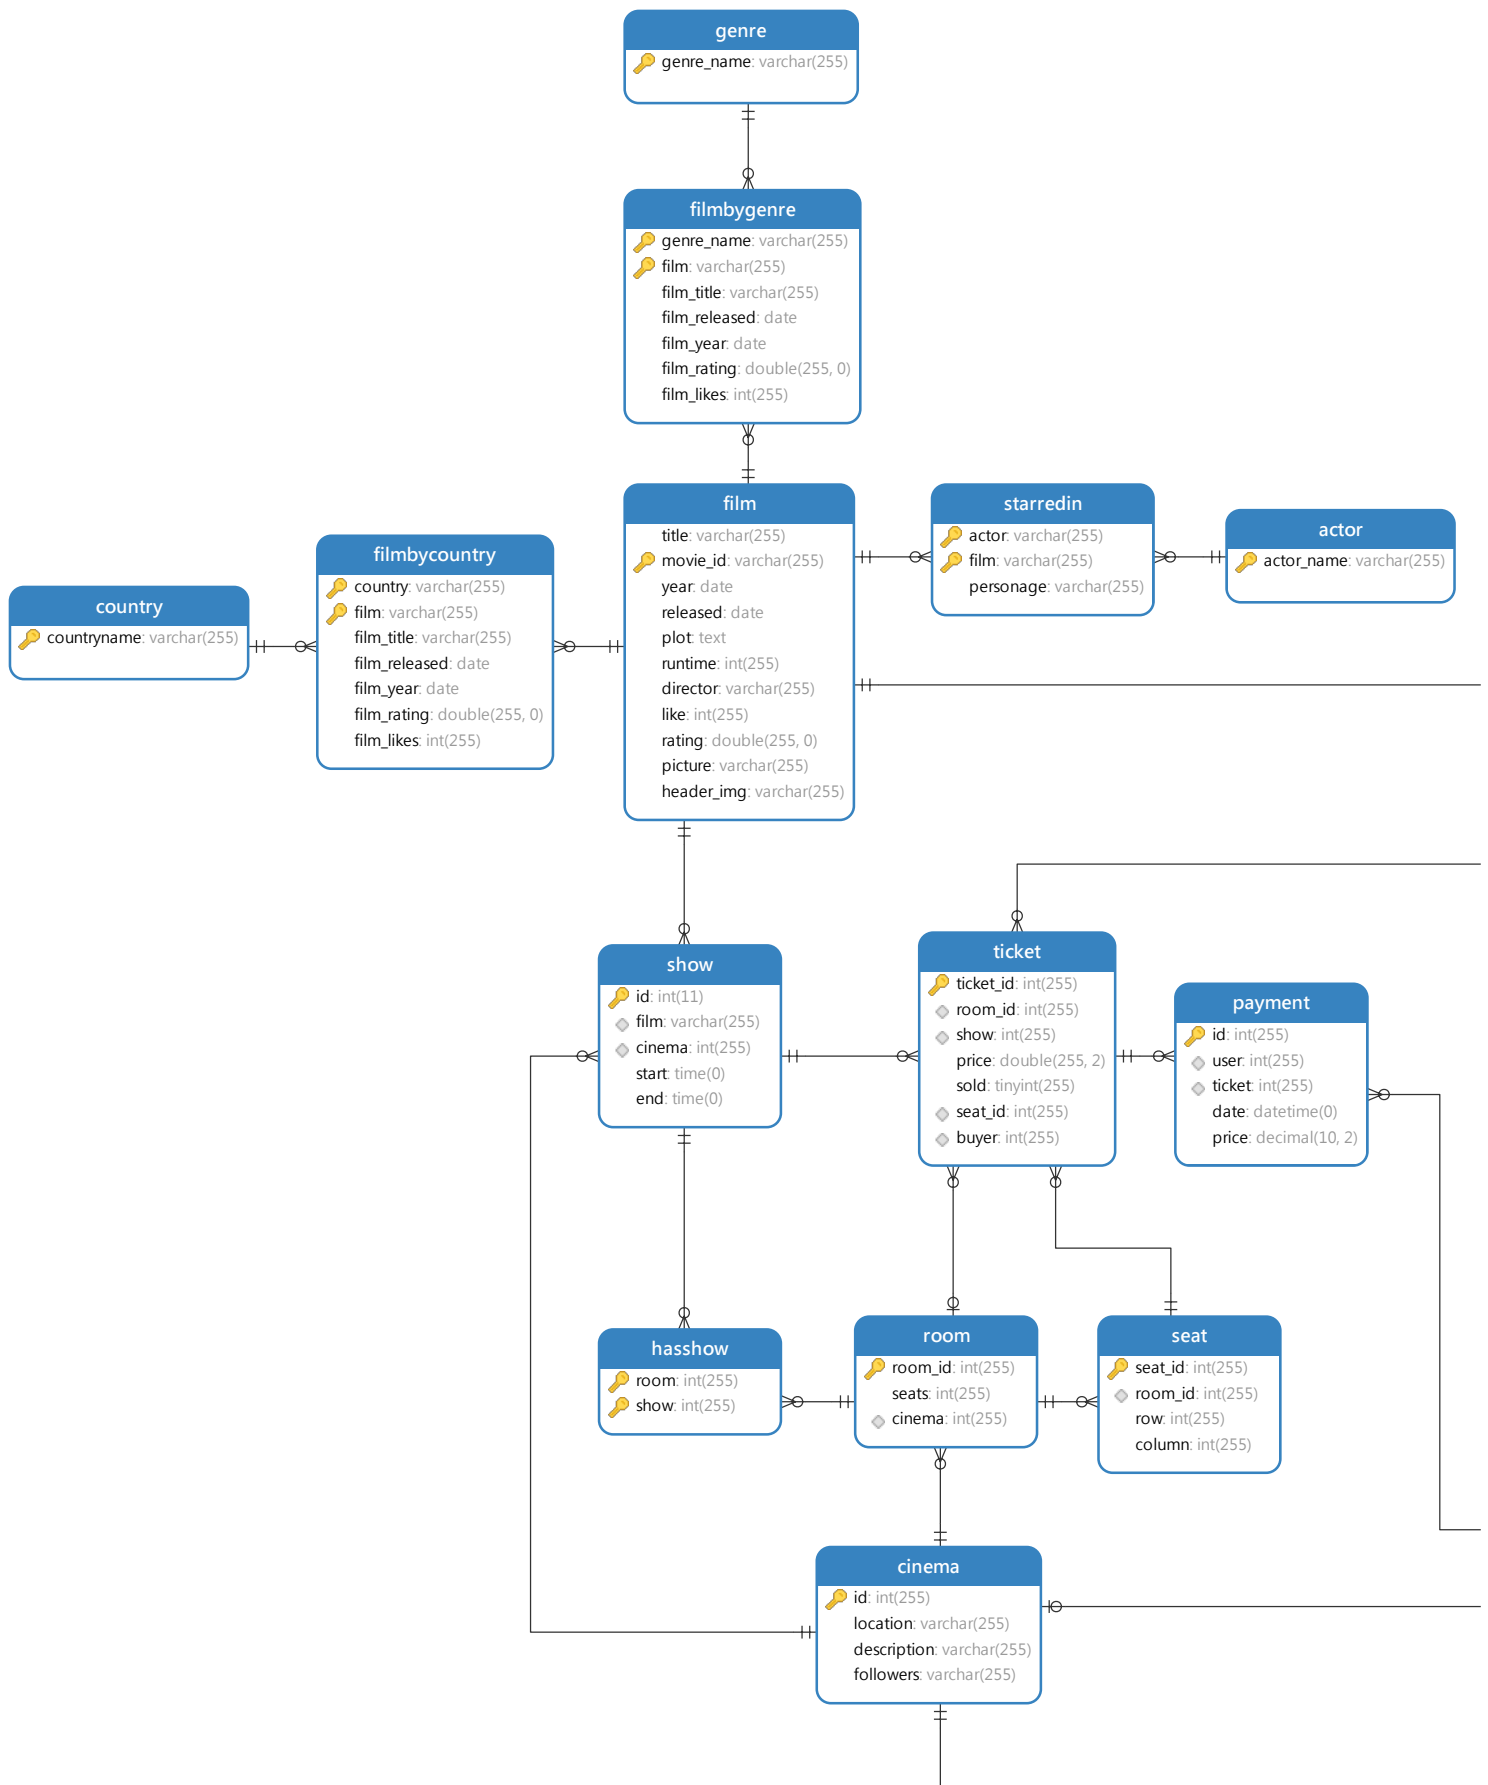 genre
genre_name: varchar(255)
filmbygenre
genre_name: varchar(255)
film: varchar(255)
film_title: varchar(255)
film_released: date
film_year: date
film_rating: double(255, 0)
film_likes: int(255)
film
title: varchar(255)
movie_id: varchar(255)
year: date
released: date
plot: text
runtime: int(255)
director: varchar(255)
like: int(255)
rating: double(255, 0)
picture: varchar(255)
header_img: varchar(255)
starredin
actor: varchar(255)
film: varchar(255)
personage: varchar(255)
actor
actor_name: varchar(255)
filmbycountry
country: varchar(255)
film: varchar(255)
film_title: varchar(255)
film_released: date
film_year: date
film_rating: double(255, 0)
film_likes: int(255)
country
countryname: varchar(255)
show
id: int(11)
film: varchar(255)
cinema: int(255)
start: time(0)
end: time(0)
ticket
ticket_id: int(255)
room_id: int(255)
show: int(255)
price: double(255, 2)
sold: tinyint(255)
seat_id: int(255)
buyer: int(255)
payment
id: int(255)
user: int(255)
ticket: int(255)
date: datetime(0)
price: decimal(10, 2)
hasshow
room: int(255)
show: int(255)
room
room_id: int(255)
seats: int(255)
cinema: int(255)
seat
seat_id: int(255)
room_id: int(255)
row: int(255)
column: int(255)
cinema
id: int(255)
location: varchar(255)
description: varchar(255)
followers: varchar(255)